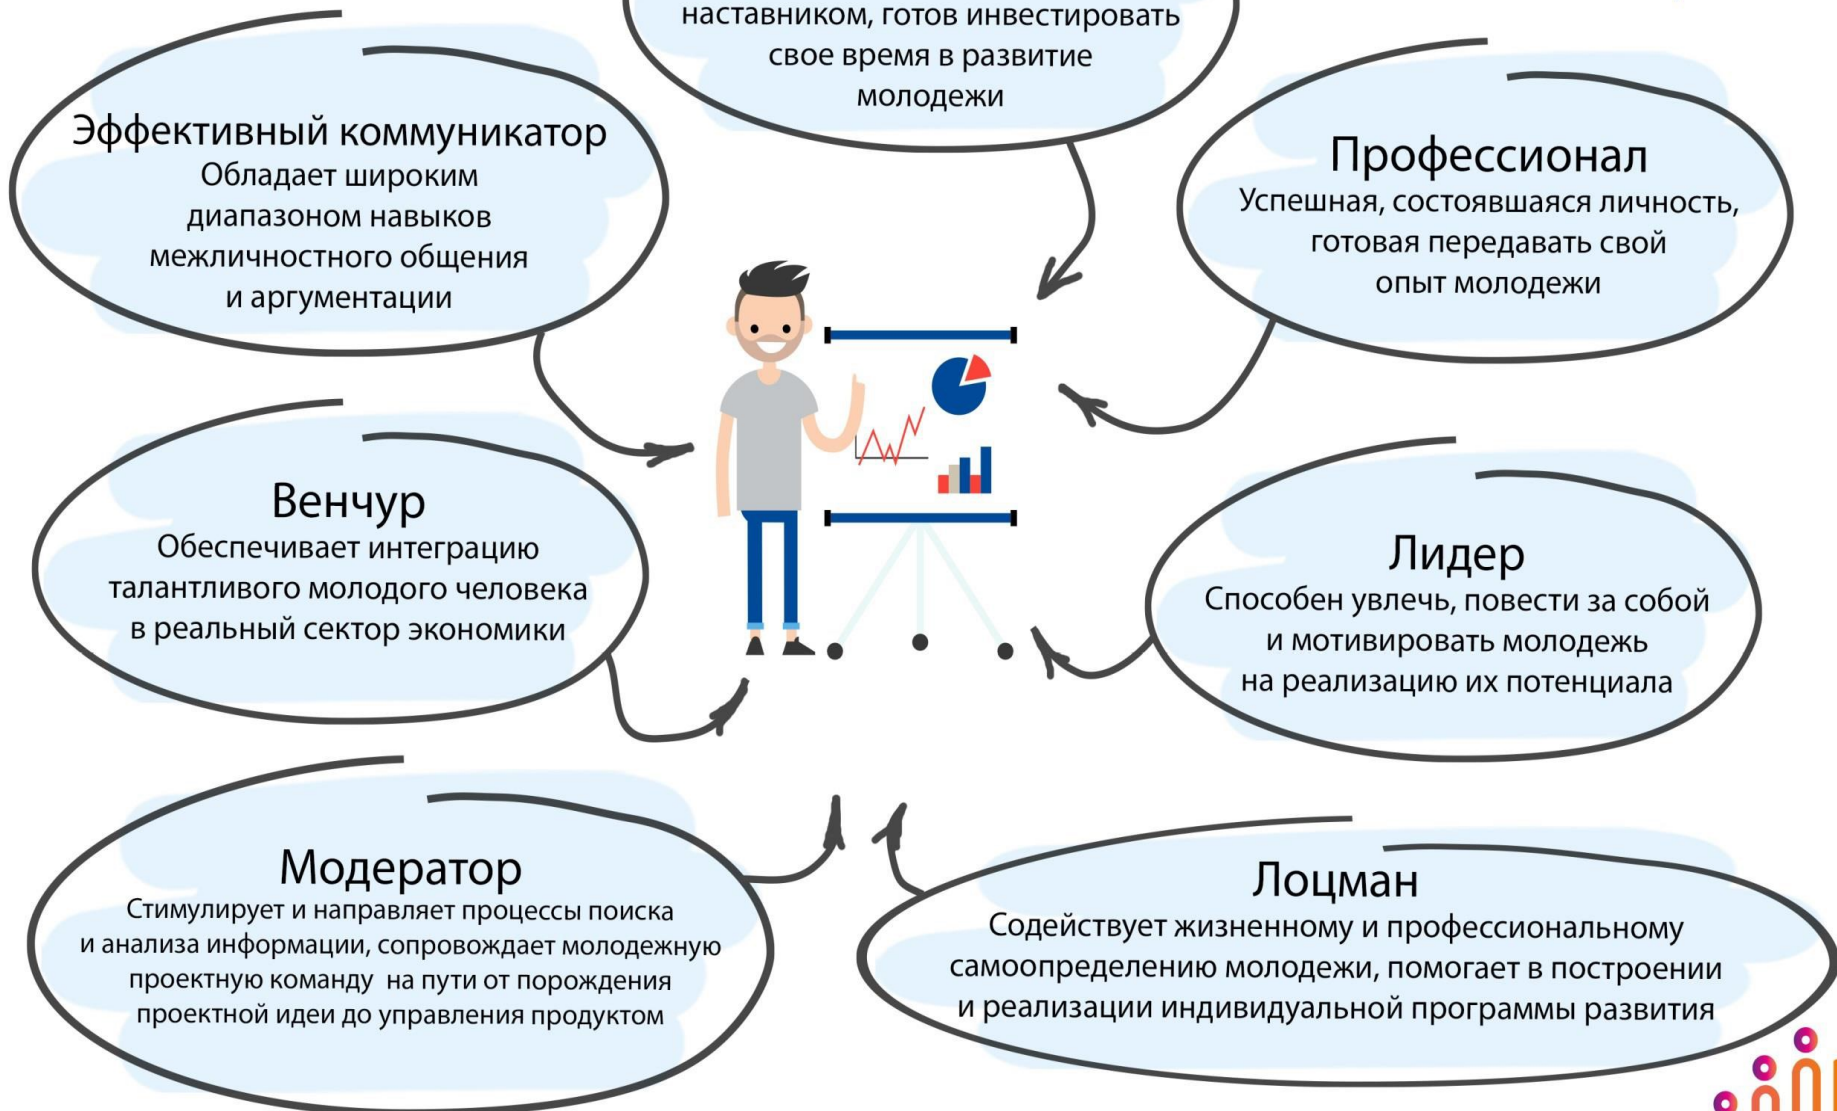 наставником, готов инвестировать
свое время в развитие
молодежи
Эффективный коммуникатор
Обладает широким
диапазоном навыков
межличностного общения
и аргументации
Профессионал
Успешная, состоявшаяся личность,
готовая передавать свой
опыт молодежи
Венчур
Обеспечивает интеграцию
талантливого молодого человека
в реальный сектор экономики
Лидер
Способен увлечь, повести за собой
и мотивировать молодежь
на реализацию их потенциала
Модератор
Стимулирует и направляет процессы поиска
и анализа информации, сопровождает молодежную
проектную команду на пути от порождения
проектной идеи до управления продуктом
Лоцман
Содействует жизненному и профессиональному
самоопределению молодежи, помогает в построении
и реализации индивидуальной программы развития